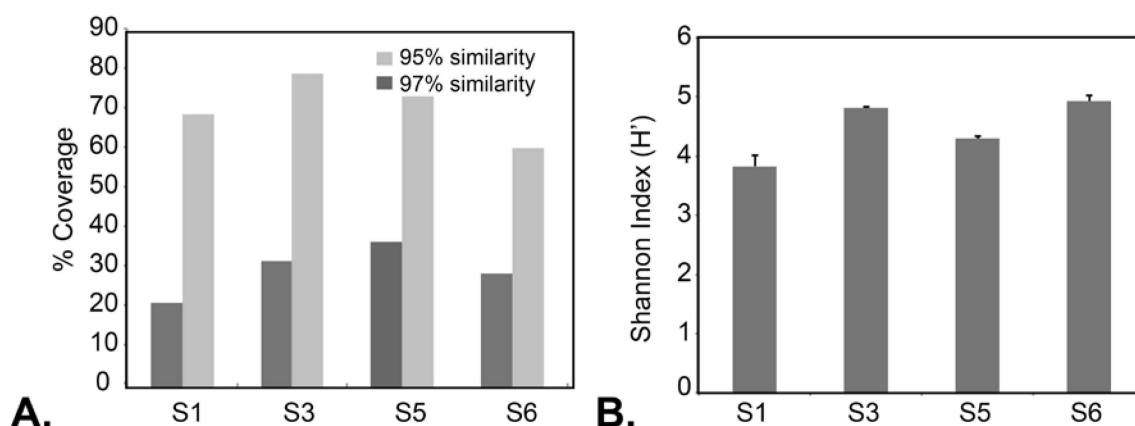 90
80
70
60
50
40
30
20
10
0
% Coverage
95% similarity
97% similarity
S1 S3 S5 S6
A.
6
5
4
3
2
1
0
Shannon Index (H’)
S1 S3 S5 S6
B.